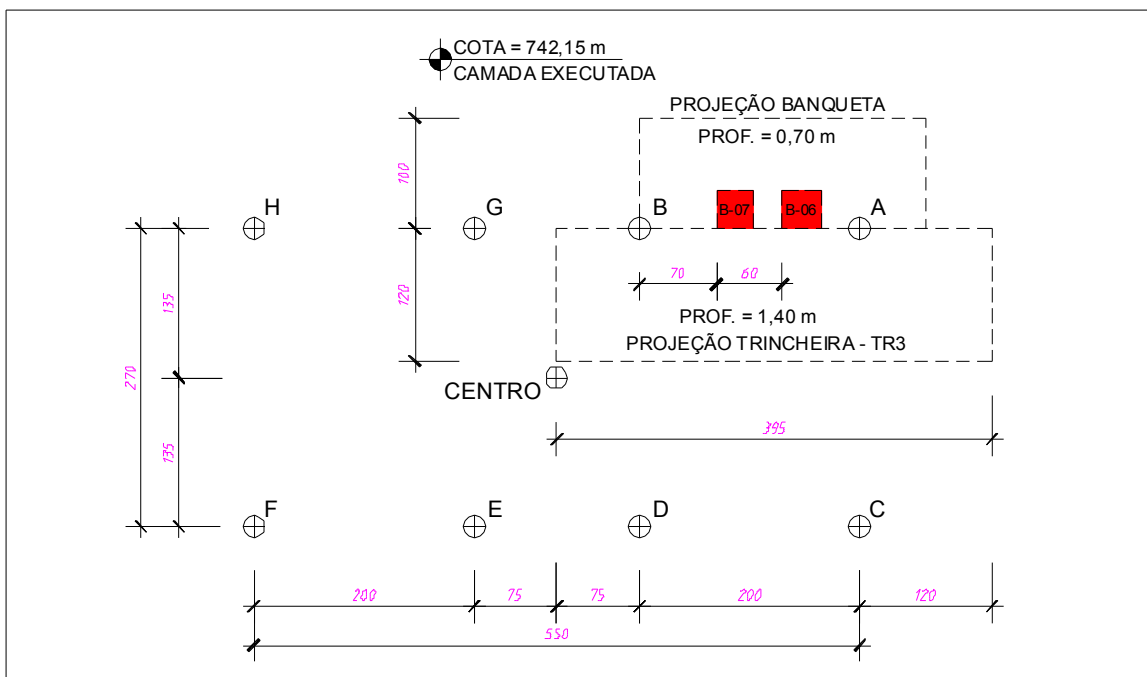 COTA = 742,15 m
CAMADA EXECUTADA
PROJEÇÃO BANQUETA
PROF. = 0,70 m
100
H
G
B
B-07
B-06
A
135
120
70
60
PROF. = 1,40 m
PROJEÇÃO TRINCHEIRA - TR3
270
CENTRO
395
135
F
E
D
C
200
75
75
200
120
550